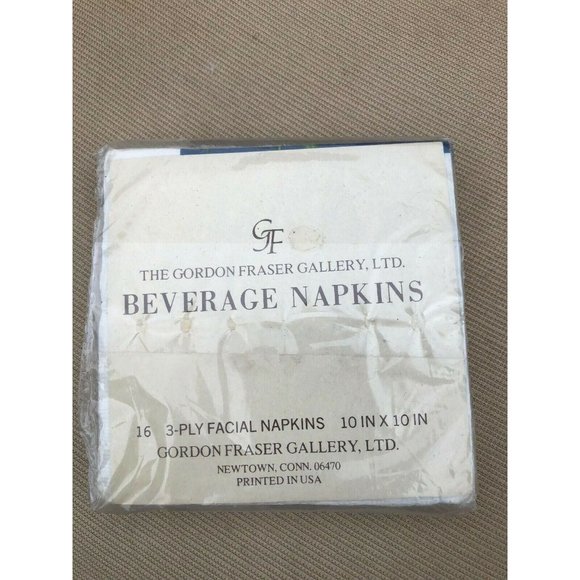 GF
THE GORDON FRASER GALLERY, LTD.
BEVERAGE NAPKINS
16 3-PLY FACIAL NAPKINS 10 IN X 10 IN
GORDON FRASER GALLERY, LTD.
NEWTOWN, CONN. 06470
PRINTED IN USA